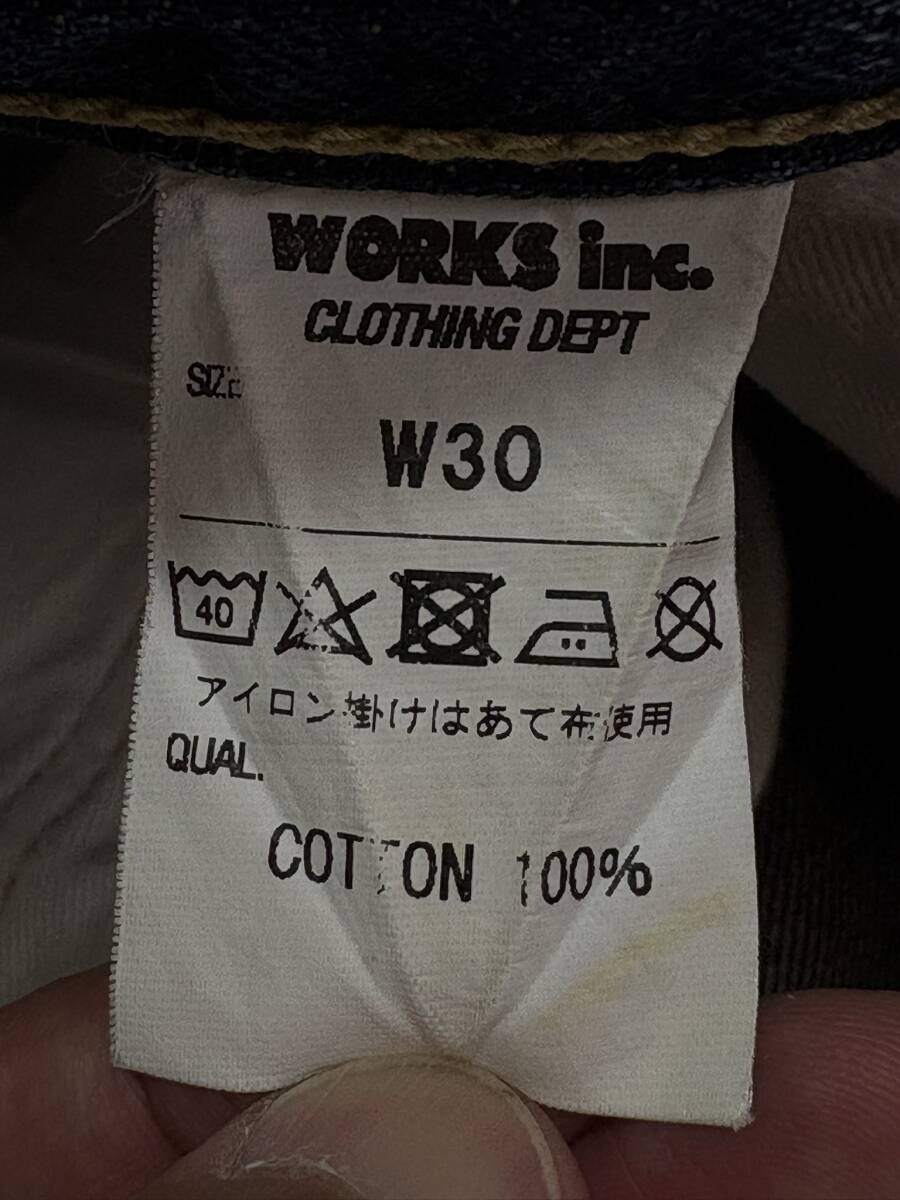 WORKS inc.
CLOTHING DEPT
SIZE
W30
40
アイロン掛けはあて布使用
QUAL.
COTTON 100%